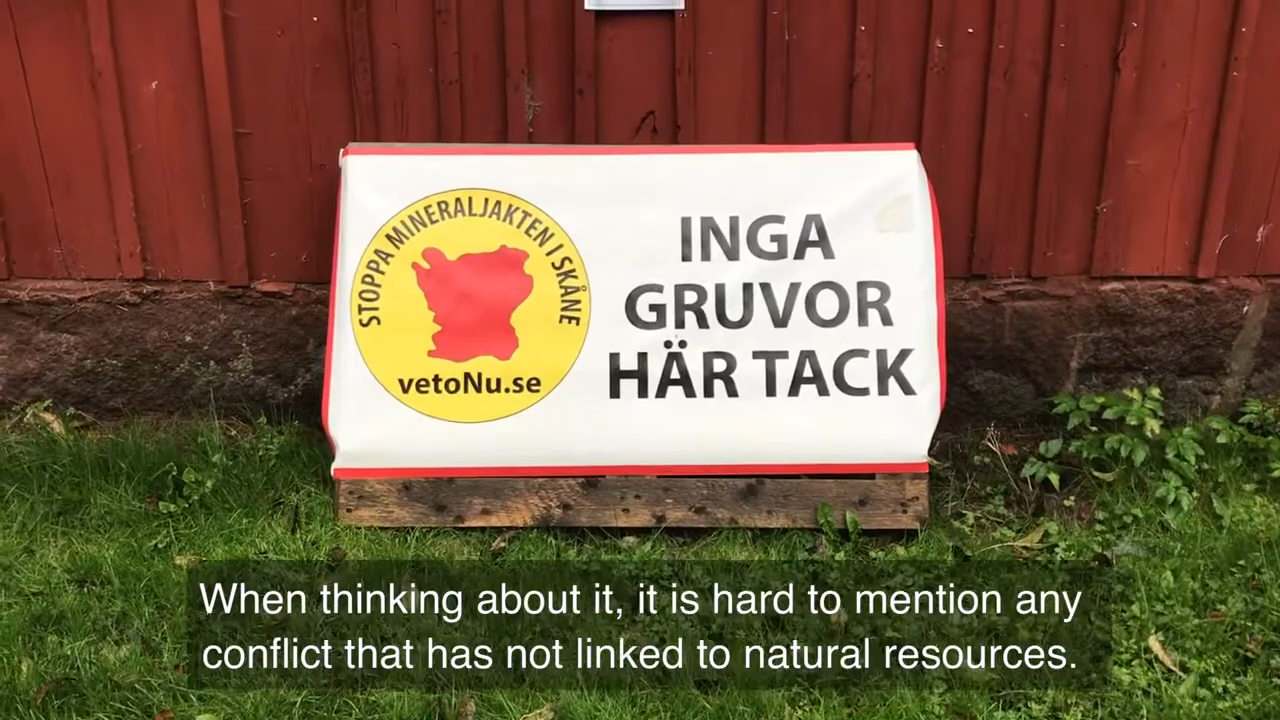 STOPPA MINERALJAKTEN I SKÅNE
vetoNu.se
INGA
GRUVOR
HÄR TACK
When thinking about it, it is hard to mention any
conflict that has not linked to natural resources.